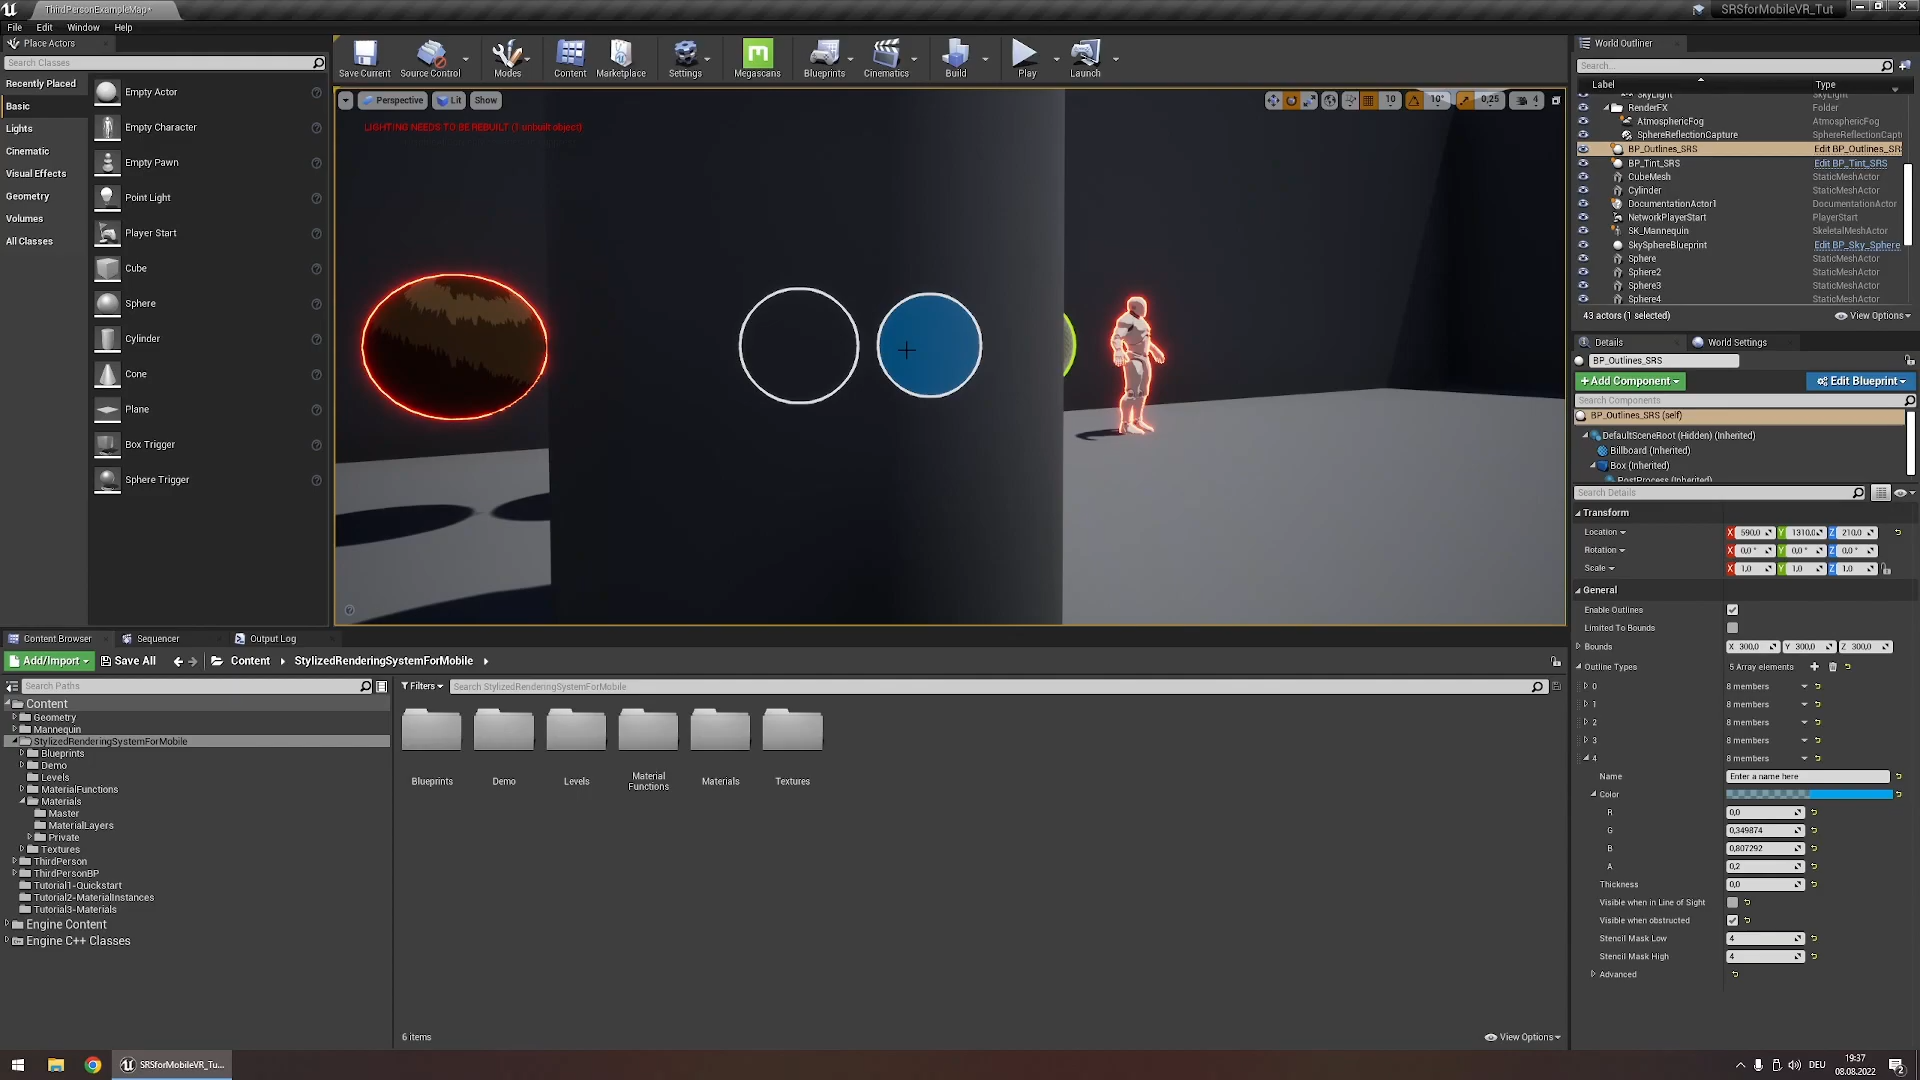 ThirdPersonExampleMap*
SRSforMobileVR_Tut
File Edit Window Help
Place Actors
Search Classes
Recently Placed
Basic
Lights
Cinematic
Visual Effects
Geometry
Volumes
All Classes
Empty Actor
Empty Character
Empty Pawn
Point Light
Player Start
Cube
Sphere
Cylinder
Cone
Plane
Box Trigger
Sphere Trigger
Save Current Source Control Modes Content Marketplace Settings Megascans Blueprints Cinematics Build Play Launch
Perspective Lit Show
10 10° 0,25 4
LIGHTING NEEDS TO BE REBUILT (1 unbuilt object)
World Outliner
Search...
Label Type
SkyLight SkyLight
RenderFX Folder
AtmosphericFog AtmosphericFog
SphereReflectionCapture SphereReflectionCapt
BP_Outlines_SRS Edit BP_Outlines_SRS
BP_Tint_SRS Edit BP_Tint_SRS
CubeMesh StaticMeshActor
Cylinder StaticMeshActor
DocumentationActor1 DocumentationActor
NetworkPlayerStart PlayerStart
SK_Mannequin SkeletalMeshActor
SkySphereBlueprint Edit BP_Sky_Sphere
Sphere StaticMeshActor
Sphere2 StaticMeshActor
Sphere3 StaticMeshActor
Sphere4 StaticMeshActor
43 actors (1 selected) View Options
Details World Settings
BP_Outlines_SRS
+Add Component Edit Blueprint
Search Components
BP_Outlines_SRS (self)
DefaultSceneRoot (Hidden) (Inherited)
Billboard (Inherited)
Box (Inherited)
PostProcess (Inherited)
Search Details
Transform
Location X 590,0 Y 1310,0 Z 210,0
Rotation X 0,0 ° Y 0,0 ° Z 0,0 °
Scale X 1,0 Y 1,0 Z 1,0
General
Enable Outlines
Limited To Bounds
Bounds X 300,0 Y 300,0 Z 300,0
Outline Types 5 Array elements
0 8 members
1 8 members
2 8 members
3 8 members
4 8 members
Name Enter a name here
Color
R 0,0
G 0,349874
B 0,807292
A 0,2
Thickness 0,0
Visible when in Line of Sight
Visible when obstructed
Stencil Mask Low 4
Stencil Mask High 4
Advanced
Content Browser Sequencer Output Log
Add/Import Save All Content StylizedRenderingSystemForMobile
Search Paths
Filters Search StylizedRenderingSystemForMobile
Content
Geometry
Mannequin
StylizedRenderingSystemForMobile
Blueprints
Demo
Levels
MaterialFunctions
Materials
Master
MaterialLayers
Private
Textures
ThirdPerson
ThirdPersonBP
Tutorial1-Quickstart
Tutorial2-MaterialInstances
Tutorial3-Materials
Engine Content
Engine C++ Classes
Blueprints Demo Levels Material Functions Materials Textures
6 items View Options
SRSforMobileVR_Tu...
DEU
19:37
08.08.2022
2